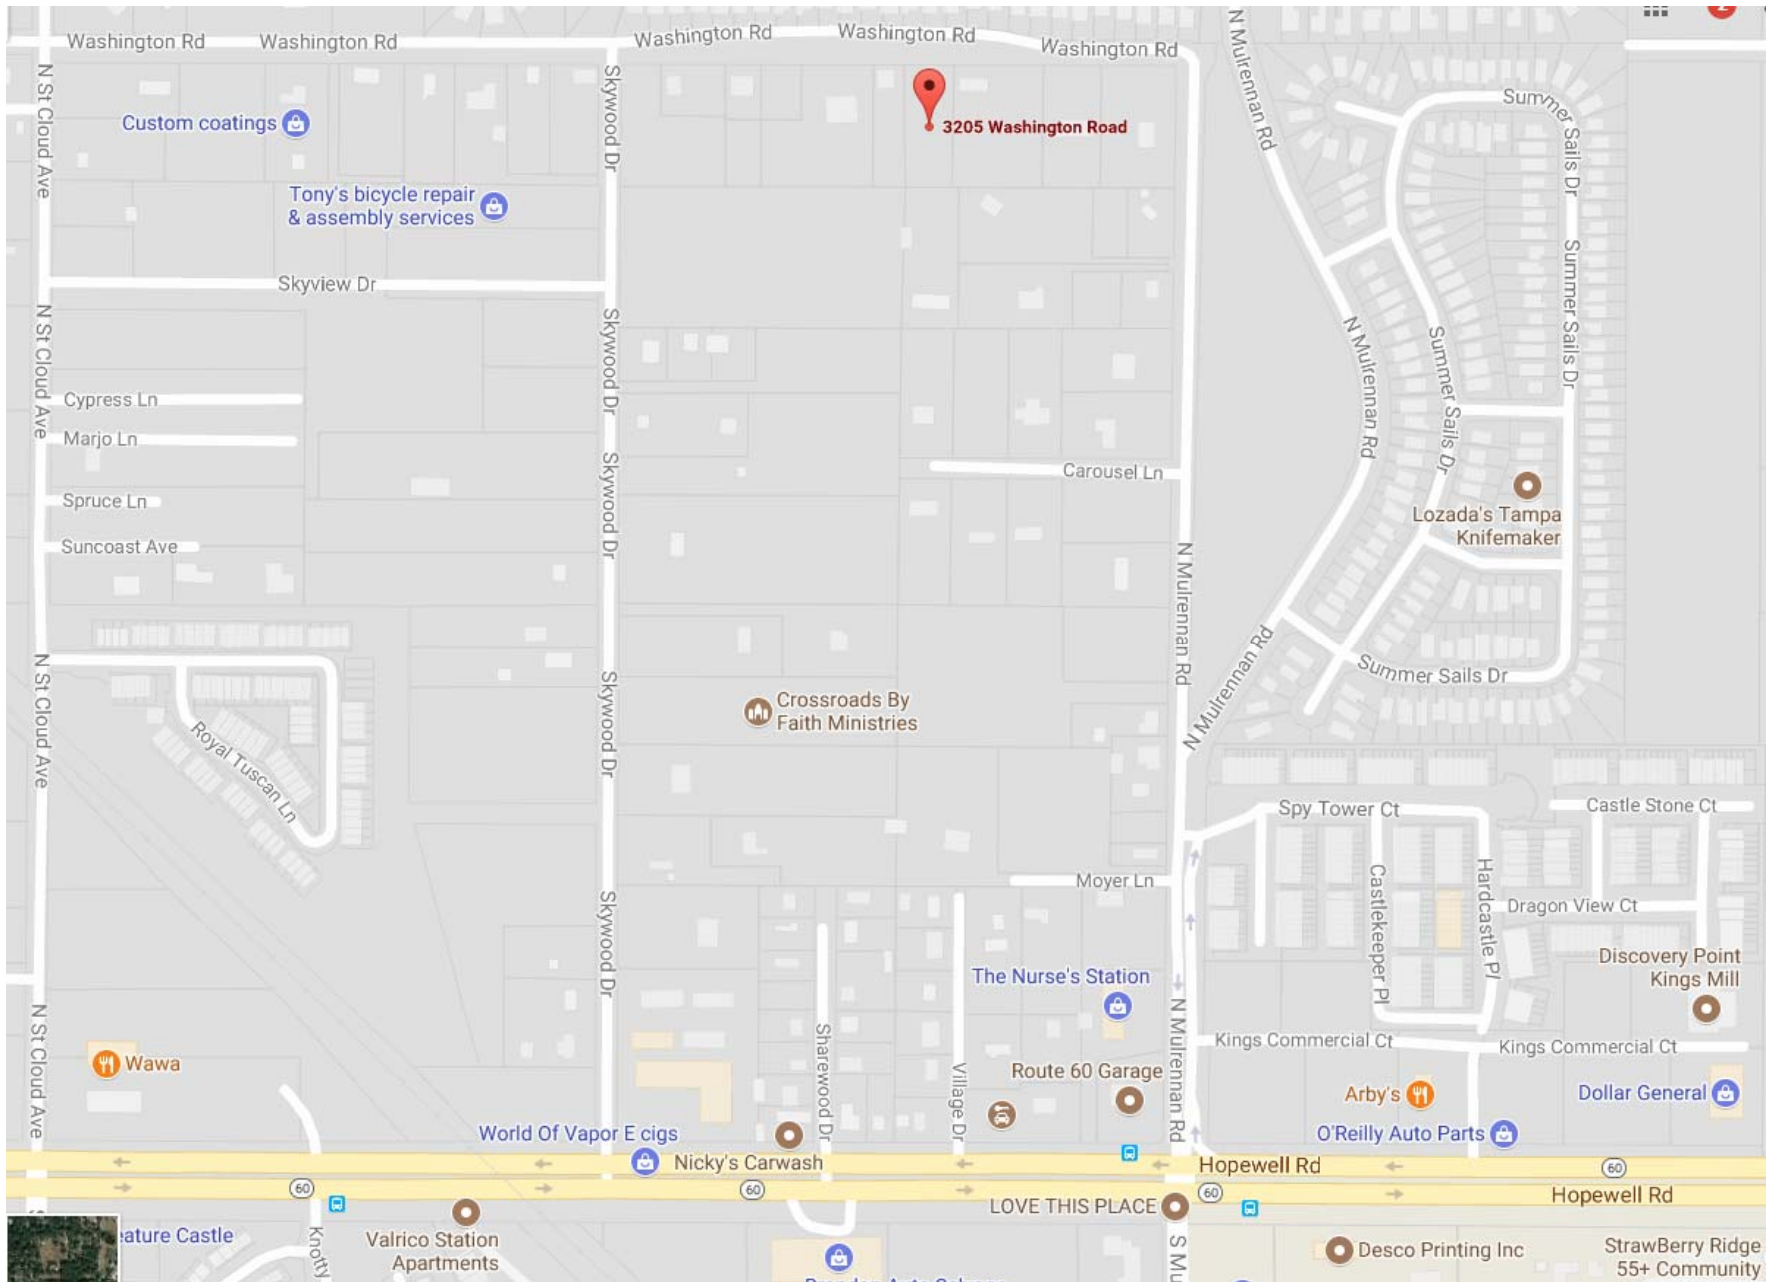 Washington Rd
Washington Rd
Washington Rd
Washington Rd
Washington Rd
N Mulrennan Rd
2
N St Cloud Ave
Skywood Dr
Custom coatings
3205 Washington Road
Summer
Sails Dr
Tony's bicycle repair
& assembly services
Skyview Dr
Summer Sails Dr
N St Cloud Ave
Skywood Dr
N Mulrennan Rd
Summer Sails Dr
Cypress Ln
Marjo Ln
Skywood Dr
Carousel Ln
Spruce Ln
Lozada's Tampa
Knifemaker
Suncoast Ave
N Mulrennan Rd
N St Cloud Ave
Skywood Dr
N Mulrennan Rd
Summer Sails Dr
Crossroads By
Faith Ministries
Royal Tuscan Ln
Spy Tower Ct
Castle Stone Ct
Moyer Ln
Castlekeeper Pl
Hardcastle Pl
Dragon View Ct
Skywood Dr
The Nurse's Station
Discovery Point
Kings Mill
N St Cloud Ave
N Mulrennan Rd
Kings Commercial Ct
Kings Commercial Ct
Wawa
Sharewood Dr
Village Dr
Route 60 Garage
Arby's
Dollar General
World Of Vapor E cigs
O'Reilly Auto Parts
Nicky's Carwash
Hopewell Rd
60
60
60
60
Hopewell Rd
LOVE THIS PLACE
eature Castle
Knotty
Valrico Station
Apartments
S Mu
Desco Printing Inc
StrawBerry Ridge
55+ Community